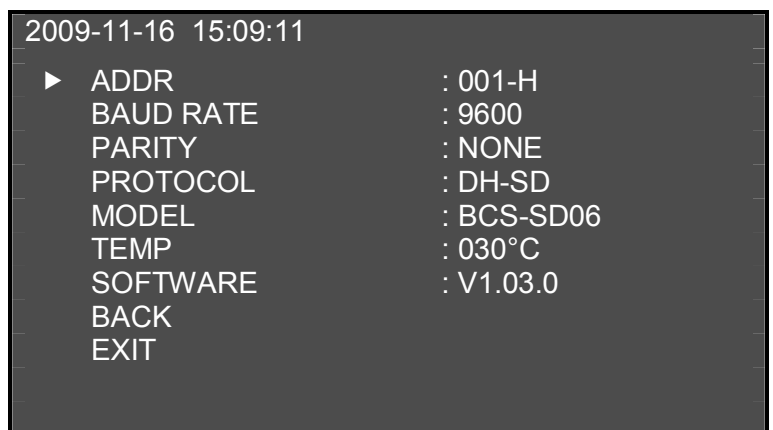 2009-11-16 15:09:11
▶ ADDR : 001-H
BAUD RATE : 9600
PARITY : NONE
PROTOCOL : DH-SD
MODEL : BCS-SD06
TEMP : 030°C
SOFTWARE : V1.03.0
BACK
EXIT